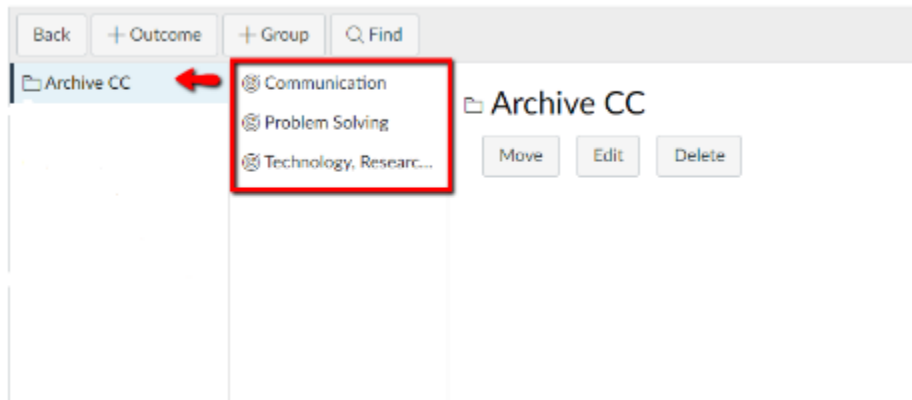 Back
+ Outcome
+ Group
Find
Archive CC
Communication
Problem Solving
Technology, Researc...
Archive CC
Move
Edit
Delete